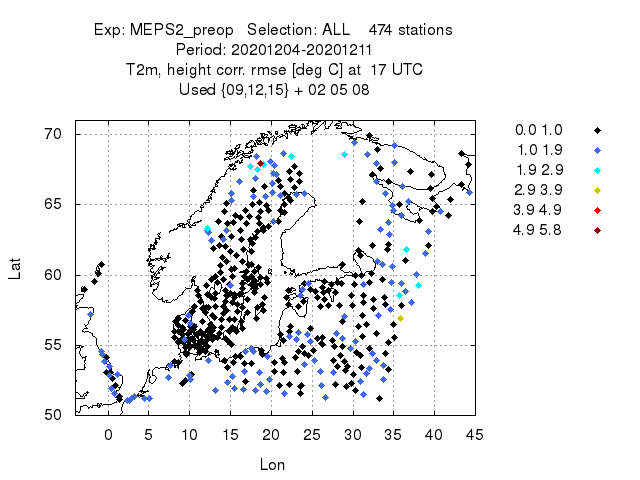 Exp: MEPS2_preop   Selection: ALL    474 stations
Period: 20201204-20201211
T2m, height corr. rmse [deg C] at  17 UTC
Used {09,12,15} + 02 05 08
70
65
60
55
50
Lat
0 5 10 15 20 25 30 35 40 45
Lon
0.0 1.0
1.0 1.9
1.9 2.9
2.9 3.9
3.9 4.9
4.9 5.8